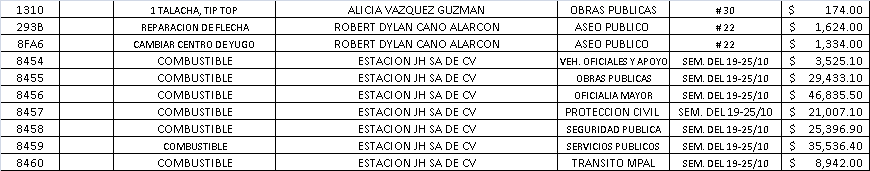 1310 1 TALACHA, TIP TOP ALICIA VAZQUEZ GUZMAN OBRAS PUBLICAS #30 $ 174.00
293B REPARACION DE FLECHA ROBERT DYLAN CANO ALARCON ASEO PUBLICO #22 $ 1,624.00
8FA6 CAMBIAR CENTRO DE YUGO ROBERT DYLAN CANO ALARCON ASEO PUBLICO #22 $ 1,334.00
8454 COMBUSTIBLE ESTACION JH SA DE CV VEH. OFICIALES Y APOYO SEM. DEL 19-25/10 $ 3,525.10
8455 COMBUSTIBLE ESTACION JH SA DE CV OBRAS PUBLICAS SEM. DEL 19-25/10 $ 29,433.10
8456 COMBUSTIBLE ESTACION JH SA DE CV OFICIALIA MAYOR SEM. DEL 19-25/10 $ 46,835.50
8457 COMBUSTIBLE ESTACION JH SA DE CV PROTECCION CIVIL SEM. DEL 19-25/10 $ 21,007.10
8458 COMBUSTIBLE ESTACION JH SA DE CV SEGURIDAD PUBLICA SEM. DEL 19-25/10 $ 25,396.90
8459 COMBUSTIBLE ESTACION JH SA DE CV SERVICIOS PUBLICOS SEM. DEL 19-25/10 $ 35,536.40
8460 COMBUSTIBLE ESTACION JH SA DE CV TRANSITO MPAL SEM. DEL 19-25/10 $ 8,942.00